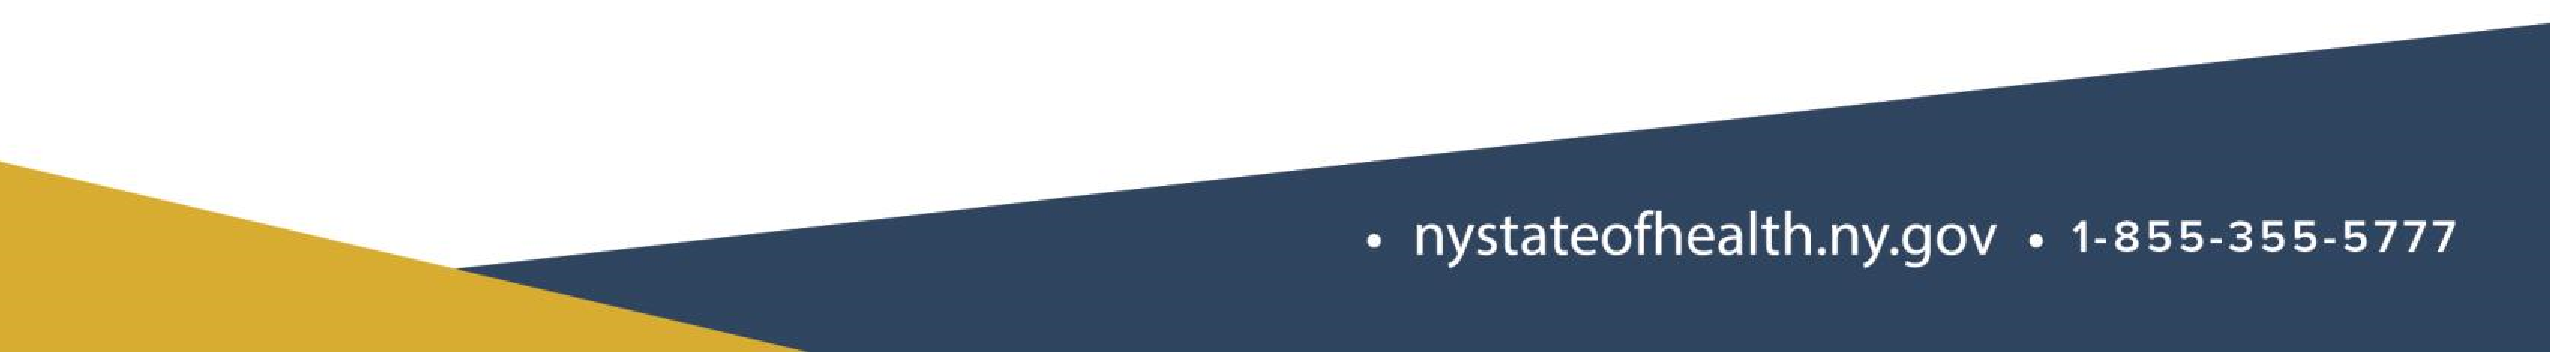 • nystateofhealth.ny.gov • 1-855-355-5777